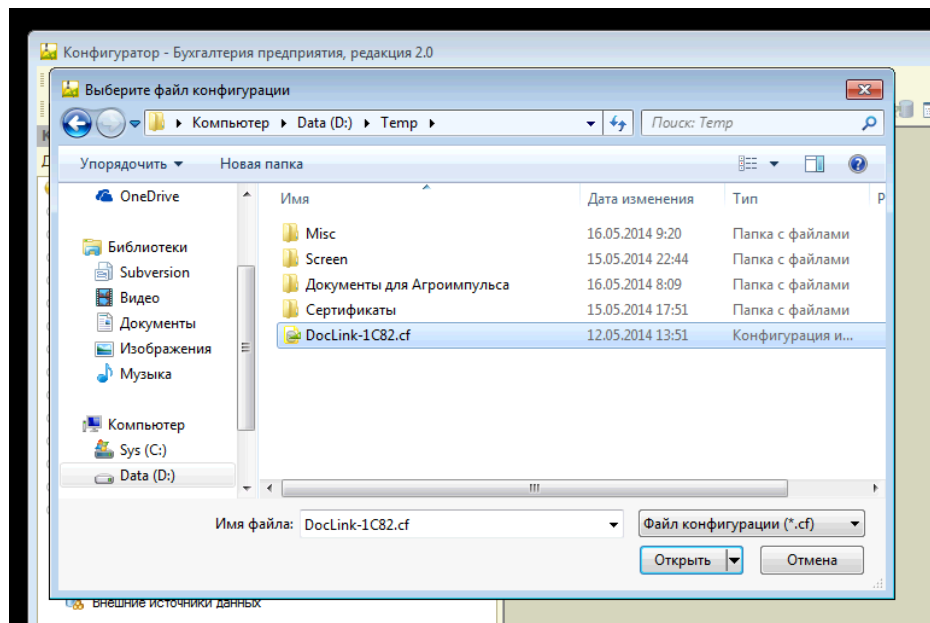 Конфигуратор - Бухгалтерия предприятия, редакция 2.0
Выберите файл конфигурации
Компьютер Data (D:) Temp
Поиск: Temp
Упорядочить Новая папка
Имя Дата изменения Тип Р
OneDrive
Библиотеки
Subversion
Видео
Документы
Изображения
Музыка
Компьютер
Sys (C:)
Data (D:)
Misc 16.05.2014 9:20 Папка с файлами
Screen 15.05.2014 22:44 Папка с файлами
Документы для Агроимпульса 16.05.2014 8:09 Папка с файлами
Сертификаты 15.05.2014 17:51 Папка с файлами
DocLink-1C82.cf 12.05.2014 13:51 Конфигурация и...
Имя файла: DocLink-1C82.cf Файл конфигурации (*.cf)
Открыть Отмена
Внешние источники данных